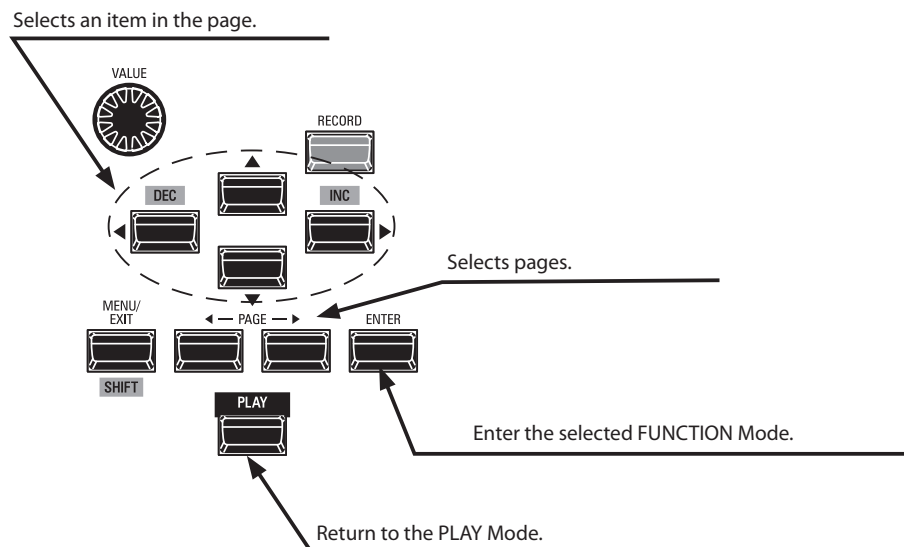 Selects an item in the page.
VALUE
RECORD
DEC
INC
Selects pages.
MENU/
EXIT
PAGE
ENTER
SHIFT
PLAY
Enter the selected FUNCTION Mode.
Return to the PLAY Mode.